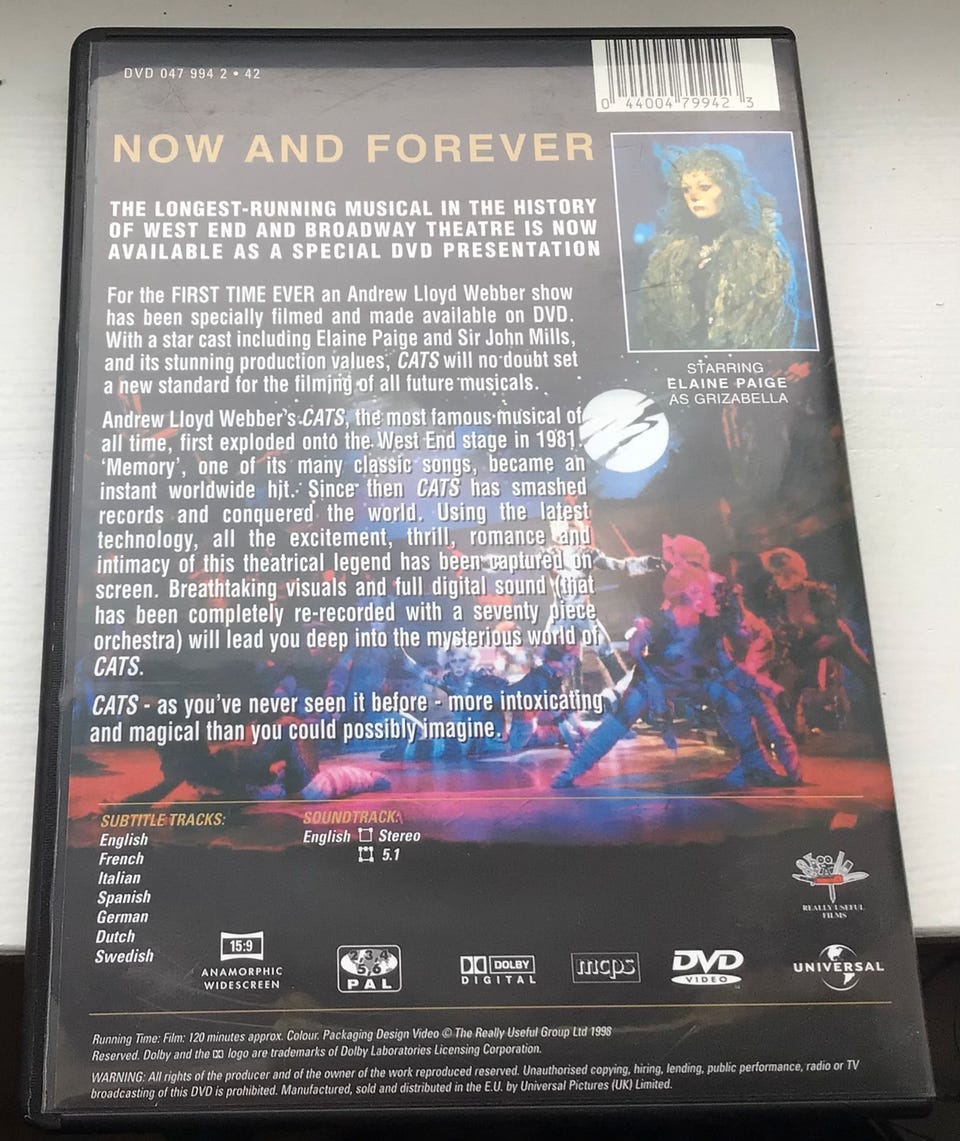 DVD 047 994 2 • 42
0 44004 79942 3
NOW AND FOREVER
THE LONGEST-RUNNING MUSICAL IN THE HISTORY
OF WEST END AND BROADWAY THEATRE IS NOW
AVAILABLE AS A SPECIAL DVD PRESENTATION
For the FIRST TIME EVER an Andrew Lloyd Webber show
has been specially filmed and made available on DVD.
With a star cast including Elaine Paige and Sir John Mills,
and its stunning production values, CATS will no doubt set
a new standard for the filming of all future musicals.
STARRING
ELAINE PAIGE
AS GRIZABELLA
Andrew Lloyd Webber's CATS, the most famous musical of
all time, first exploded onto the West End stage in 1981.
'Memory', one of its many classic songs, became an
instant worldwide hit. Since then CATS has smashed
records and conquered the world. Using the latest
technology, all the excitement, thrill, romance and
intimacy of this theatrical legend has been captured on
screen. Breathtaking visuals and full digital sound (that
has been completely re-recorded with a seventy piece
orchestra) will lead you deep into the mysterious world of
CATS.
CATS - as you've never seen it before - more intoxicating
and magical than you could possibly imagine.
SUBTITLE TRACKS:
English
French
Italian
Spanish
German
Dutch
Swedish
SOUNDTRACK:
English Stereo
5.1
REALLY USEFUL
FILMS
15:9
ANAMORPHIC
WIDESCREEN
2,3,4
5,6
PAL
DOLBY
DIGITAL
mcps
DVD
VIDEO
UNIVERSAL
Running Time: Film: 120 minutes approx. Colour. Packaging Design Video © The Really Useful Group Ltd 1998
Reserved. Dolby and the logo are trademarks of Dolby Laboratories Licensing Corporation.
WARNING: All rights of the producer and of the owner of the work reproduced reserved. Unauthorised copying, hiring, lending, public performance, radio or TV
broadcasting of this DVD is prohibited. Manufactured, sold and distributed in the E.U. by Universal Pictures (UK) Limited.